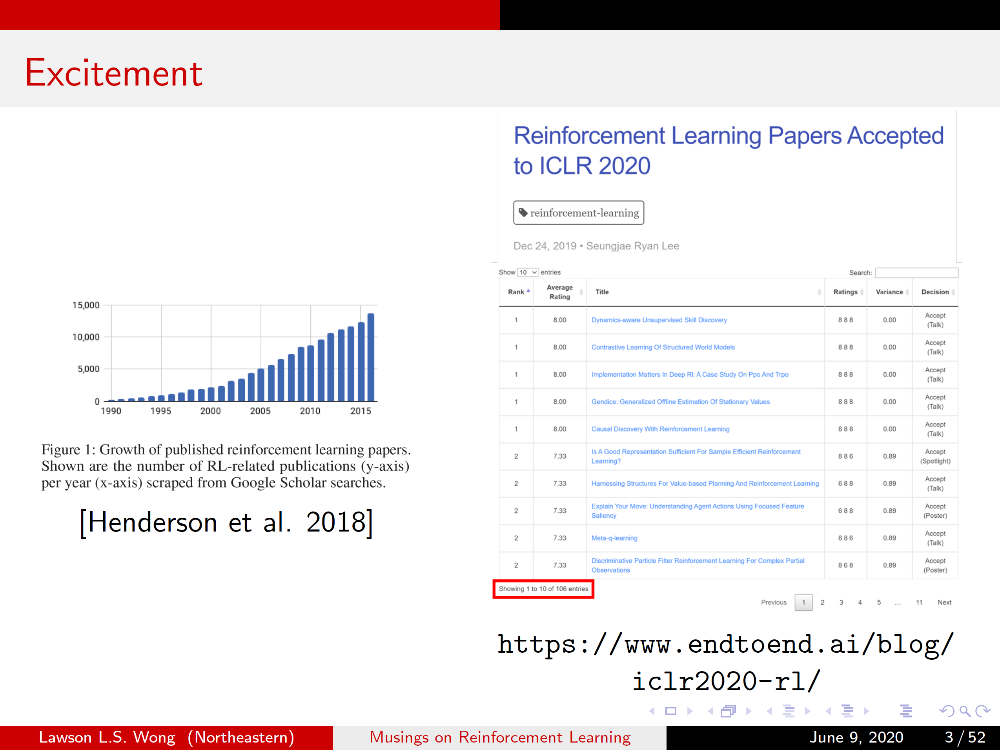 Excitement
15,000
10,000
5,000
0
1990 1995 2000 2005 2010 2015
Figure 1: Growth of published reinforcement learning papers.
Shown are the number of RL-related publications (y-axis)
per year (x-axis) scraped from Google Scholar searches.
[Henderson et al. 2018]
Reinforcement Learning Papers Accepted
to ICLR 2020
reinforcement-learning
Dec 24, 2019 • Seungjae Ryan Lee
Show 10 entries Search:
Rank Average Rating Title Ratings Variance Decision
1 8.00 Dynamics-aware Unsupervised Skill Discovery 8 8 8 0.00 Accept (Talk)
1 8.00 Contrastive Learning Of Structured World Models 8 8 8 0.00 Accept (Talk)
1 8.00 Implementation Matters In Deep Rl: A Case Study On Ppo And Trpo 8 8 8 0.00 Accept (Talk)
1 8.00 Gendice: Generalized Offline Estimation Of Stationary Values 8 8 8 0.00 Accept (Talk)
1 8.00 Causal Discovery With Reinforcement Learning 8 8 8 0.00 Accept (Talk)
2 7.33 Is A Good Representation Sufficient For Sample Efficient Reinforcement Learning? 8 8 6 0.89 Accept (Spotlight)
2 7.33 Harnessing Structures For Value-based Planning And Reinforcement Learning 6 8 8 0.89 Accept (Talk)
2 7.33 Explain Your Move: Understanding Agent Actions Using Focused Feature Saliency 6 8 8 0.89 Accept (Poster)
2 7.33 Meta-q-learning 8 8 6 0.89 Accept (Talk)
2 7.33 Discriminative Particle Filter Reinforcement Learning For Complex Partial Observations 8 6 8 0.89 Accept (Poster)
Showing 1 to 10 of 106 entries
Previous 1 2 3 4 5 … 11 Next
https://www.endtoend.ai/blog/
iclr2020-rl/
Lawson L.S. Wong (Northeastern) Musings on Reinforcement Learning June 9, 2020 3 / 52